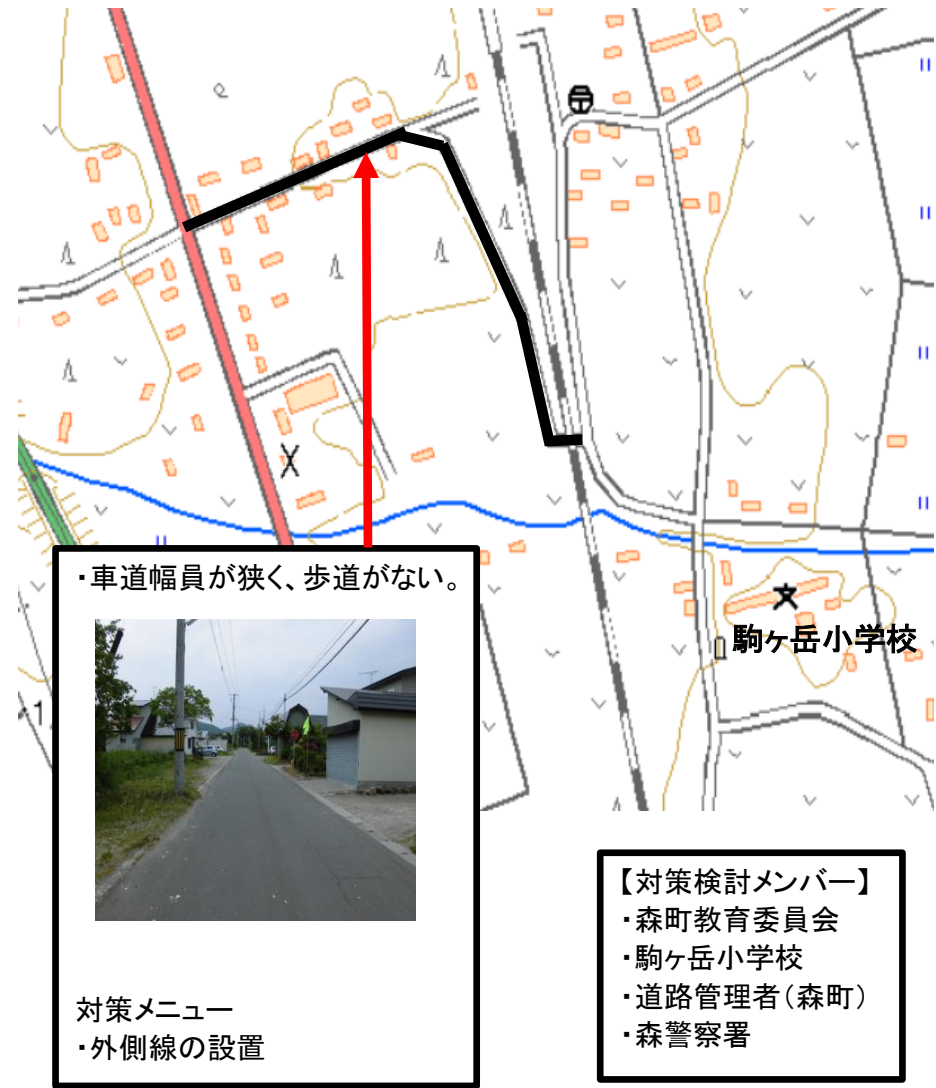 駒ヶ岳小学校
・車道幅員が狭く、歩道がない。
対策メニュー
・外側線の設置
【対策検討メンバー】
・森町教育委員会
・駒ヶ岳小学校
・道路管理者(森町)
・森警察署